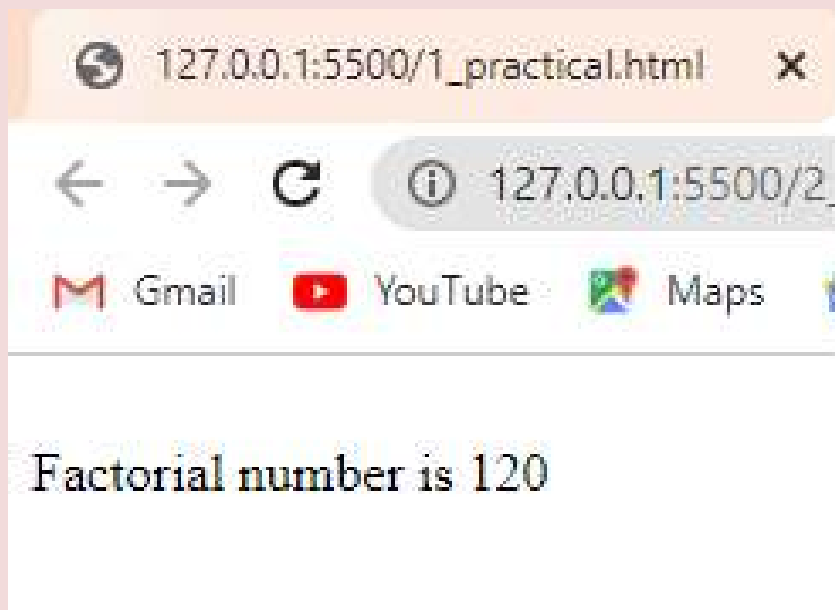 127.0.0.1:5500/1_practical.html
127.0.0.1:5500/2_
Gmail YouTube Maps
Factorial number is 120